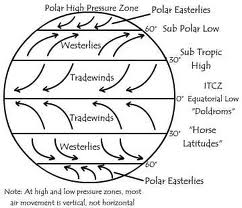 Polar High Pressure Zone
Polar Easterlies
60°
Sub Polar Low
Westerlies
30°
Sub Tropic
High
Tradewinds
ITCZ
0°
Equatorial Low
"Doldroms"
Tradewinds
30°
"Horse
Latitudes"
Westerlies
60°
Polar Easterlies
Note: At high and low pressure zones, most
air movement is vertical, not horizontal